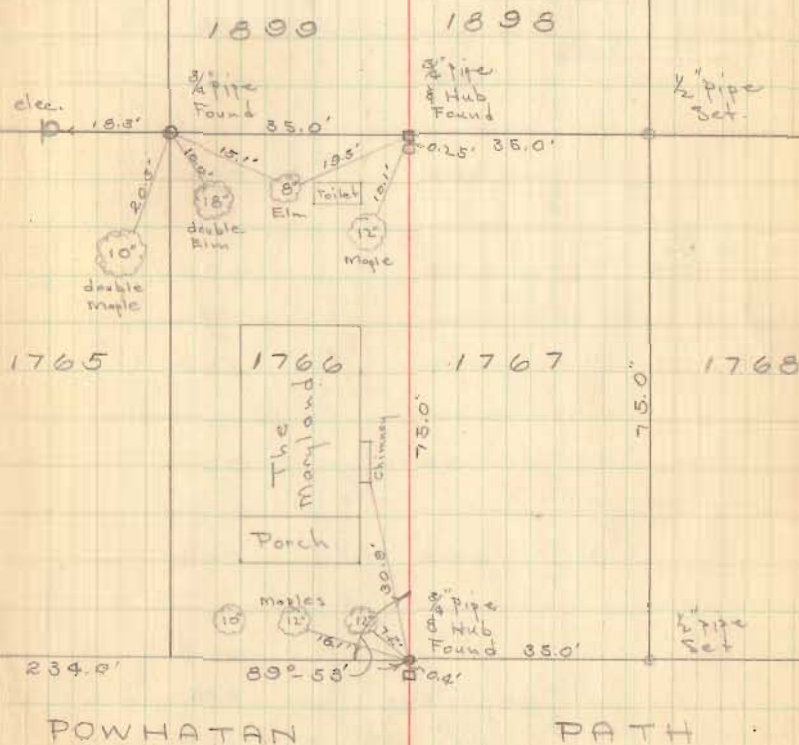 1899
1898
3/4" pipe
Found
3/4" pipe
& Hub
Found
1/2" pipe
Set.
elec.
18.3'
35.0'
0.25'
35.0'
20.5'
10.0'
15.1'
19.5'
10.1'
18"
double
Elm
8"
Elm
Toilet
12"
Maple
10"
double
Maple
1765
1766
1767
1768
The
Maryland
Chimney
75.0'
75.0'
Porch
30.8'
Maples
10"
12"
12"
16.1'
3/4" pipe
& Hub
Found
35.0'
1/2" pipe
Set
234.0'
89°-53'
0.4'
POWHATAN
PATH